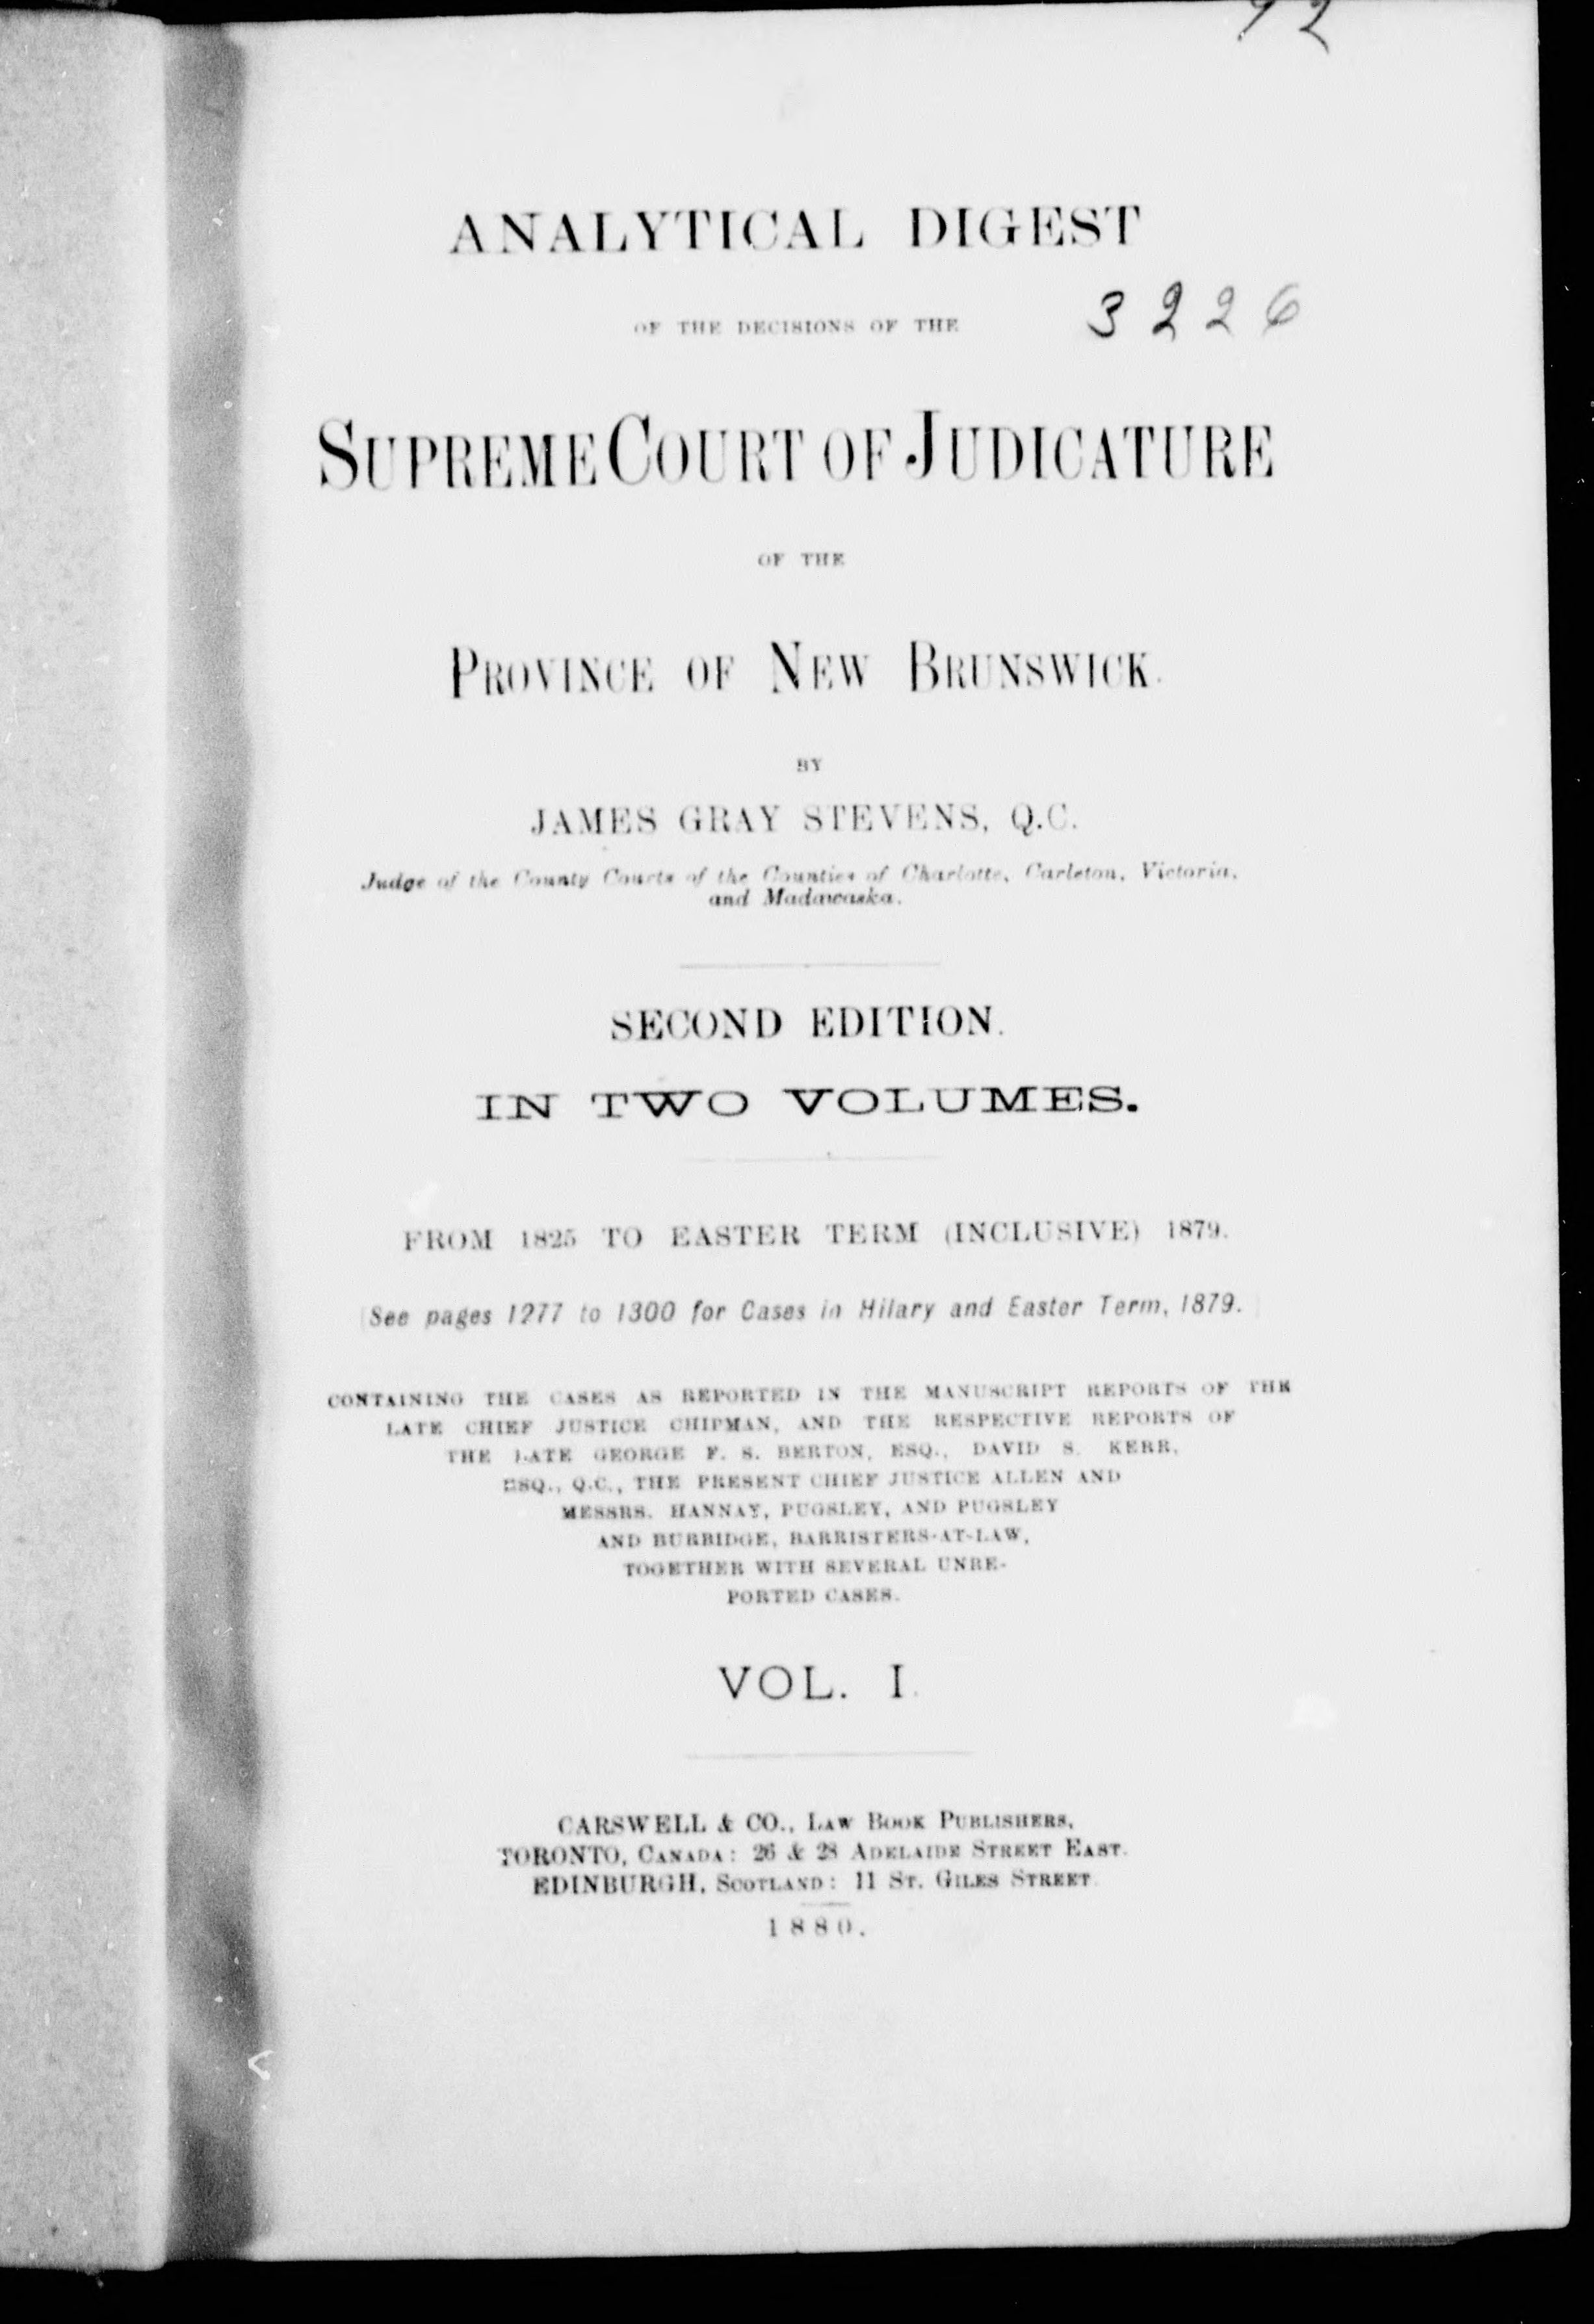 ANALYTICAL DIGEST
OF THE DECISIONS OF THE
3226
SUPREME COURT OF JUDICATURE
OF THE
PROVINCE OF NEW BRUNSWICK.
BY
JAMES GRAY STEVENS, Q.C.
Judge of the County Courts of the Counties of Charlotte, Carleton, Victoria,
and Madawaska.
SECOND EDITION.
IN TWO VOLUMES.
FROM 1825 TO EASTER TERM (INCLUSIVE) 1879.
(See pages 1277 to 1300 for Cases in Hilary and Easter Term, 1879.)
CONTAINING THE CASES AS REPORTED IN THE MANUSCRIPT REPORTS OF THE
LATE CHIEF JUSTICE CHIPMAN, AND THE RESPECTIVE REPORTS OF
THE LATE GEORGE F. S. BERTON, ESQ., DAVID S. KERR,
ESQ., Q.C., THE PRESENT CHIEF JUSTICE ALLEN AND
MESSRS. HANNAY, PUGSLEY, AND PUGSLEY
AND BURBIDGE, BARRISTERS-AT-LAW,
TOGETHER WITH SEVERAL UNRE-
PORTED CASES.
VOL. I.
CARSWELL & CO., LAW BOOK PUBLISHERS,
TORONTO, CANADA: 26 & 28 ADELAIDE STREET EAST.
EDINBURGH, SCOTLAND: 11 ST. GILES STREET.
1880.